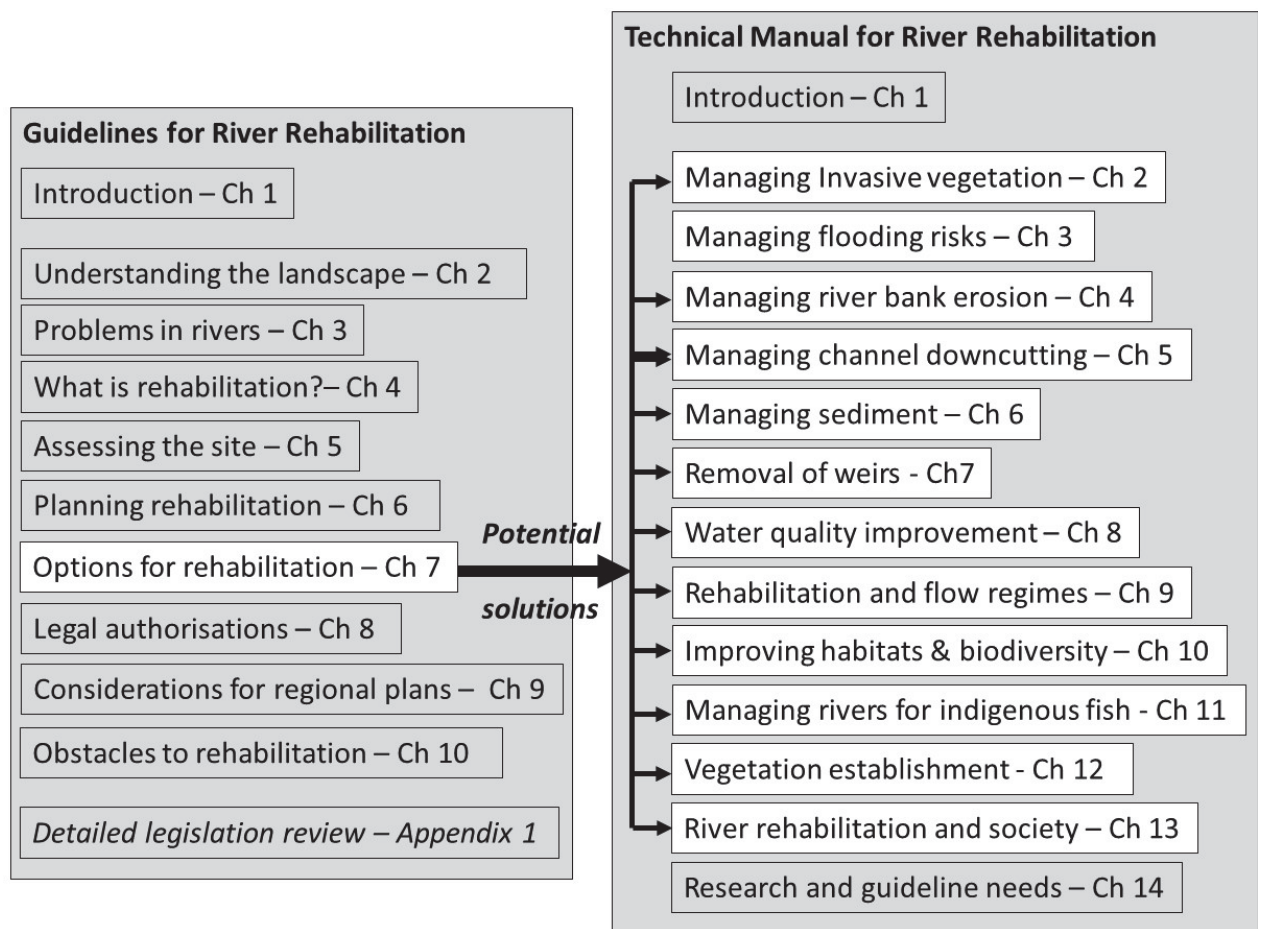 Guidelines for River Rehabilitation
Introduction – Ch 1
Understanding the landscape – Ch 2
Problems in rivers – Ch 3
What is rehabilitation?– Ch 4
Assessing the site – Ch 5
Planning rehabilitation – Ch 6
Options for rehabilitation – Ch 7
Legal authorisations – Ch 8
Considerations for regional plans – Ch 9
Obstacles to rehabilitation – Ch 10
Detailed legislation review – Appendix 1
Potential
solutions
Technical Manual for River Rehabilitation
Introduction – Ch 1
Managing Invasive vegetation – Ch 2
Managing flooding risks – Ch 3
Managing river bank erosion – Ch 4
Managing channel downcutting – Ch 5
Managing sediment – Ch 6
Removal of weirs - Ch7
Water quality improvement – Ch 8
Rehabilitation and flow regimes – Ch 9
Improving habitats & biodiversity – Ch 10
Managing rivers for indigenous fish - Ch 11
Vegetation establishment - Ch 12
River rehabilitation and society – Ch 13
Research and guideline needs – Ch 14